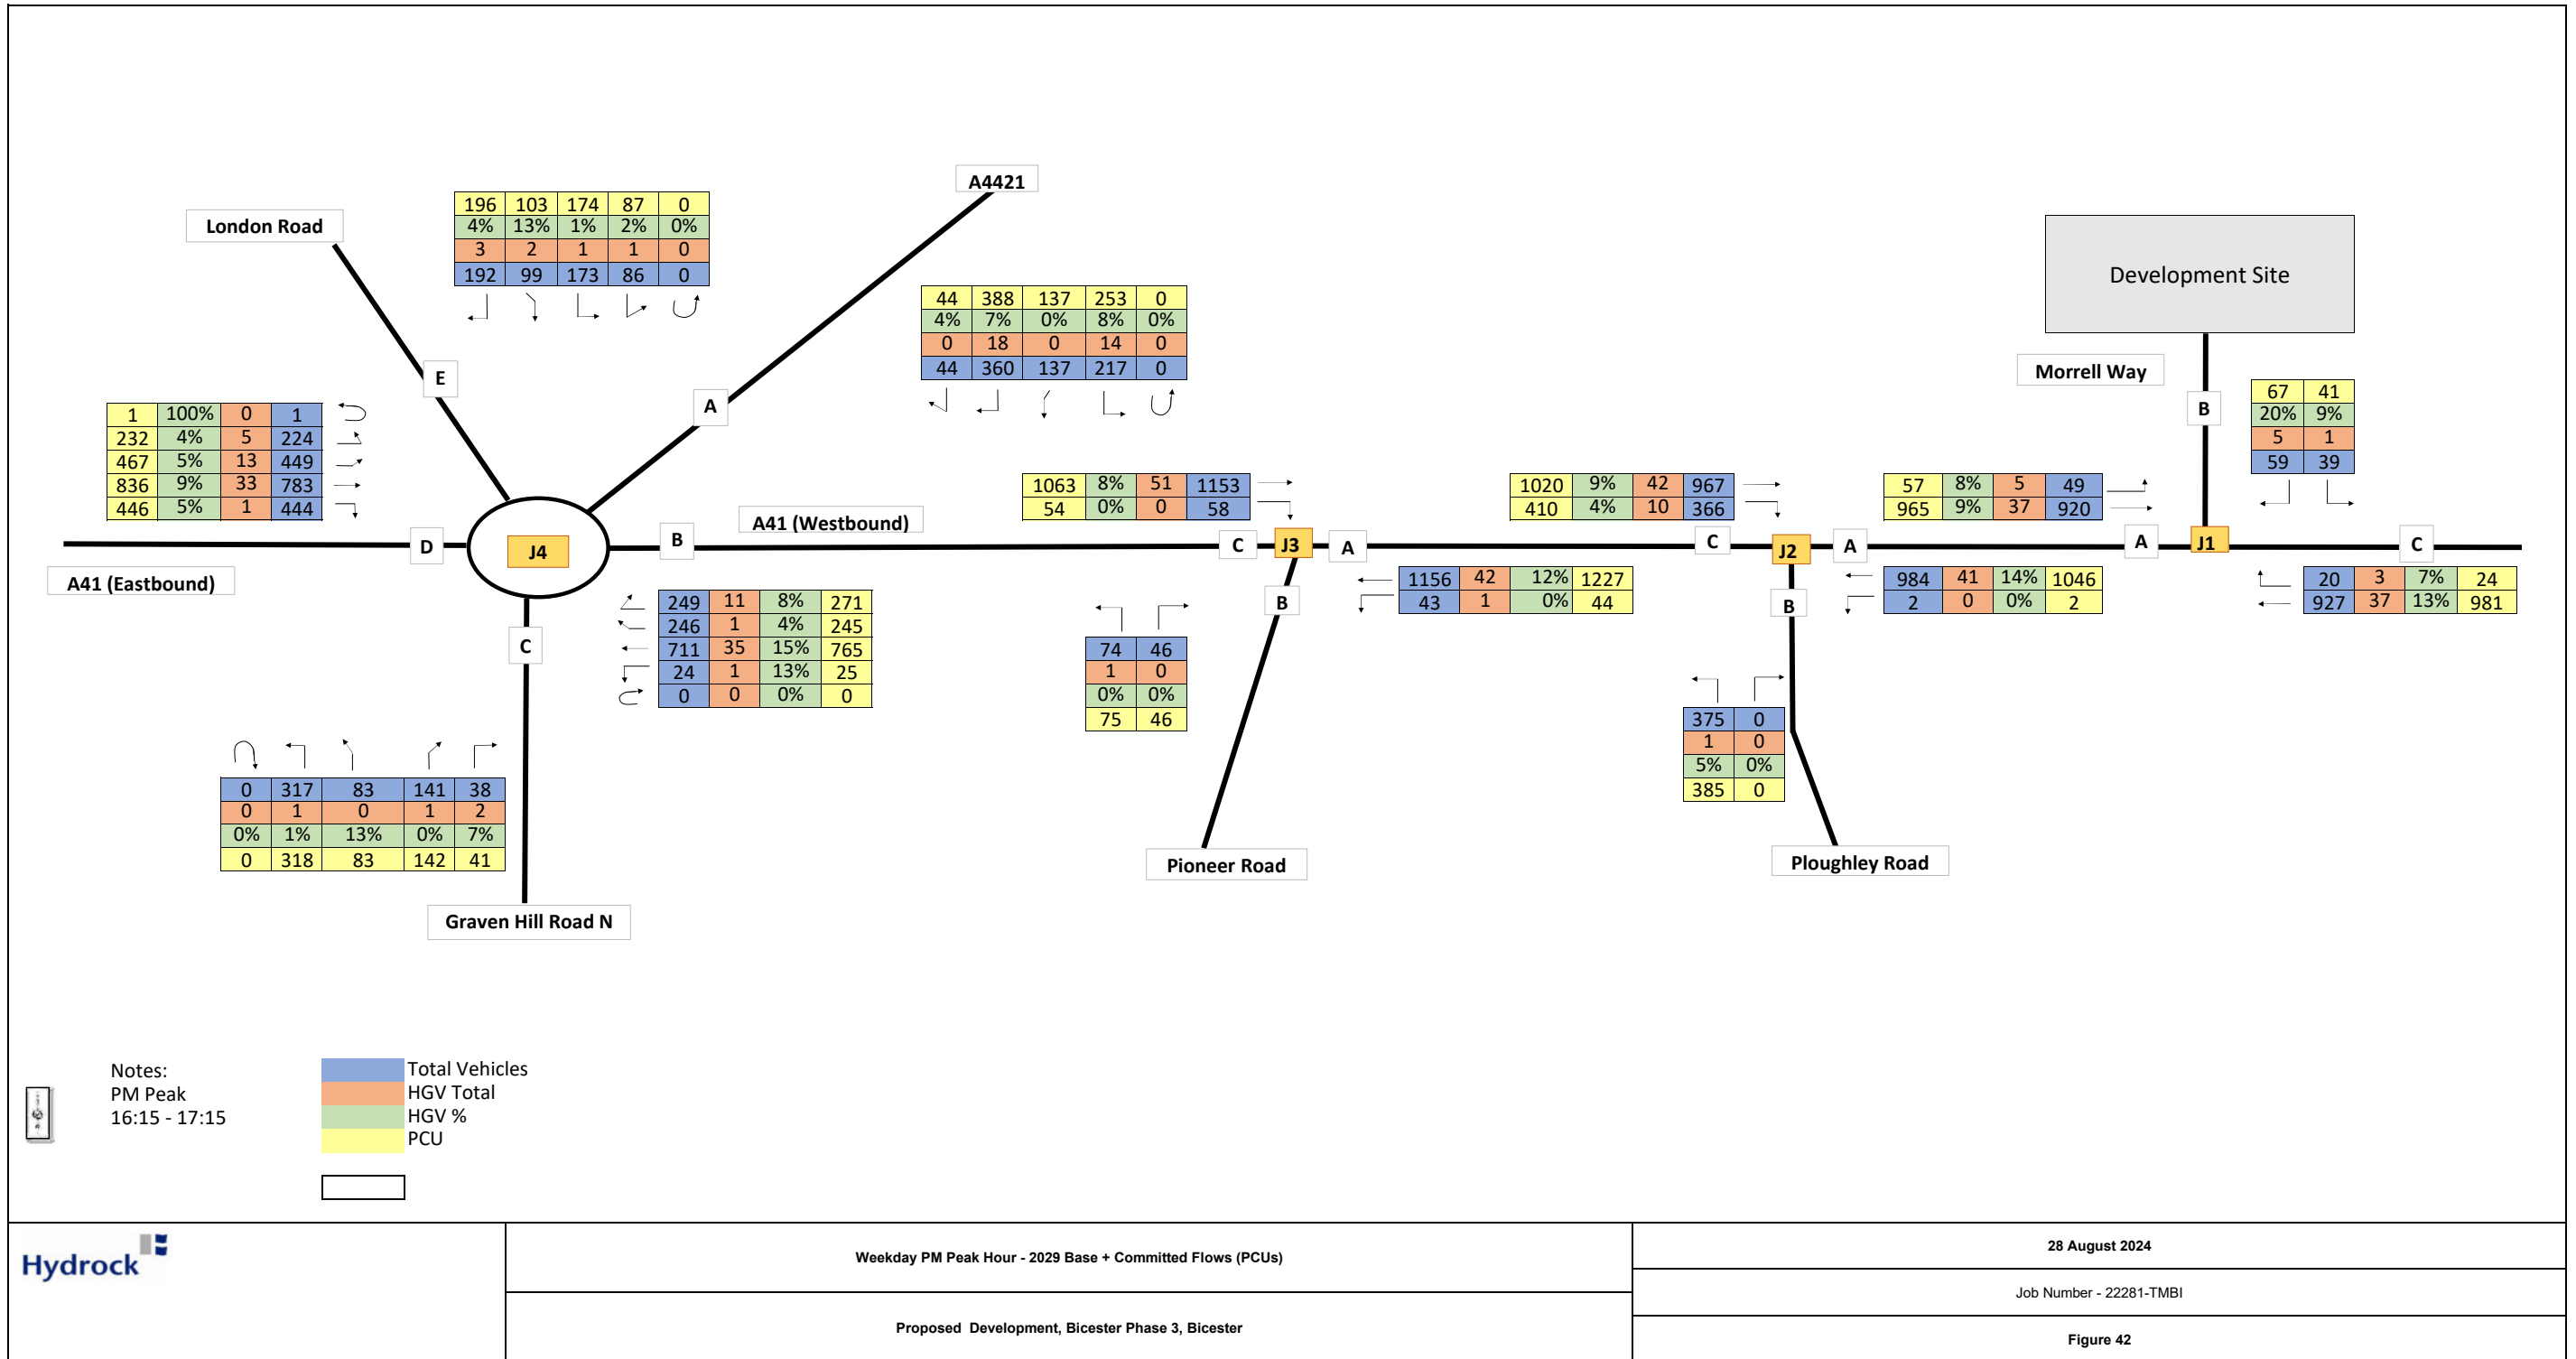 A4421
London Road
196 103 174 87 0
4% 13% 1% 2% 0%
3 2 1 1 0
192 99 173 86 0
Development Site
44 388 137 253 0
4% 7% 0% 8% 0%
0 18 0 14 0
44 360 137 217 0
Morrell Way
E
A
B
67 41
20% 9%
5 1
59 39
1 100% 0 1
232 4% 5 224
467 5% 13 449
836 9% 33 783
446 5% 1 444
1063 8% 51 1153
54 0% 0 58
1020 9% 42 967
410 4% 10 366
57 8% 5 49
965 9% 37 920
A41 (Westbound)
D J4 B C J3 A C J2 A A J1 C
A41 (Eastbound)
1156 42 12% 1227
43 1 0% 44
984 41 14% 1046
2 0 0% 2
20 3 7% 24
927 37 13% 981
B
B
C
249 11 8% 271
246 1 4% 245
711 35 15% 765
24 1 13% 25
0 0 0% 0
74 46
1 0
0% 0%
75 46
375 0
1 0
5% 0%
385 0
0 317 83 141 38
0 1 0 1 2
0% 1% 13% 0% 7%
0 318 83 142 41
Pioneer Road
Ploughley Road
Graven Hill Road N
Notes:
PM Peak
16:15 - 17:15
Total Vehicles
HGV Total
HGV %
PCU
Hydrock
Weekday PM Peak Hour - 2029 Base + Committed Flows (PCUs)
Proposed Development, Bicester Phase 3, Bicester
28 August 2024
Job Number - 22281-TMBI
Figure 42